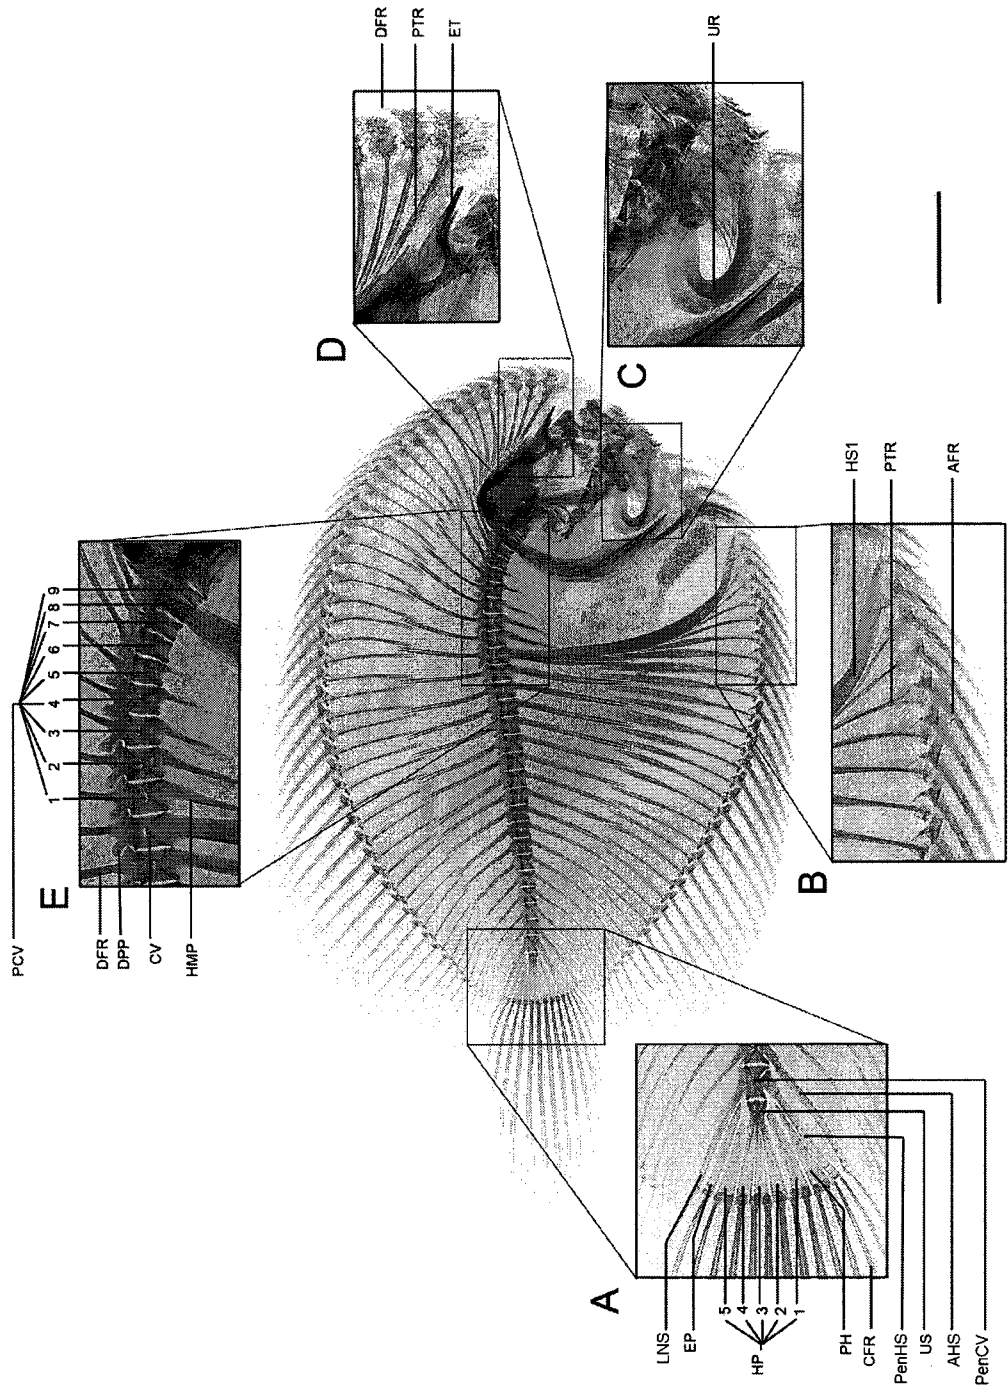 PCV
1 2 3 4 5 6 7 8 9
DFR
DPP
CV
HMP
E
D
DFR
PTR
ET
C
UR
B
HS1
PTR
AFR
A
LNS
EP
HP
5
4
3
2
1
PH
CFR
PenHS
US
AHS
PenCV